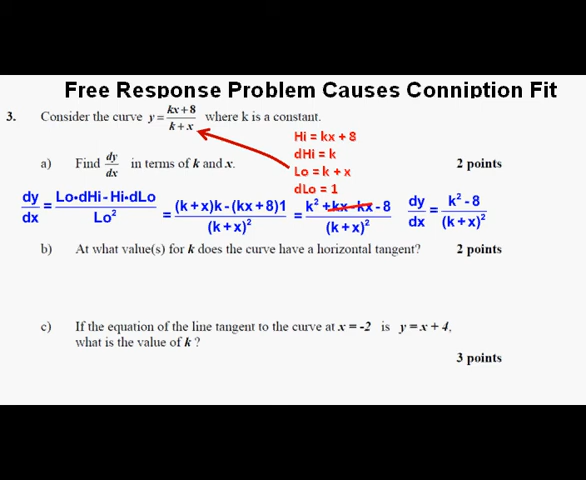 Free Response Problem Causes Conniption Fit
3. Consider the curve y = (kx + 8)/(k + x) where k is a constant.
Hi = kx + 8
dHi = k
Lo = k + x
dLo = 1
a) Find dy/dx in terms of k and x. 2 points
dy/dx = (Lo•dHi - Hi•dLo)/Lo² = ((k + x)k - (kx + 8)1)/(k + x)² = (k² + kx - kx - 8)/(k + x)² dy/dx = (k² - 8)/(k + x)²
b) At what value(s) for k does the curve have a horizontal tangent? 2 points
c) If the equation of the line tangent to the curve at x = -2 is y = x + 4,
what is the value of k ?
3 points